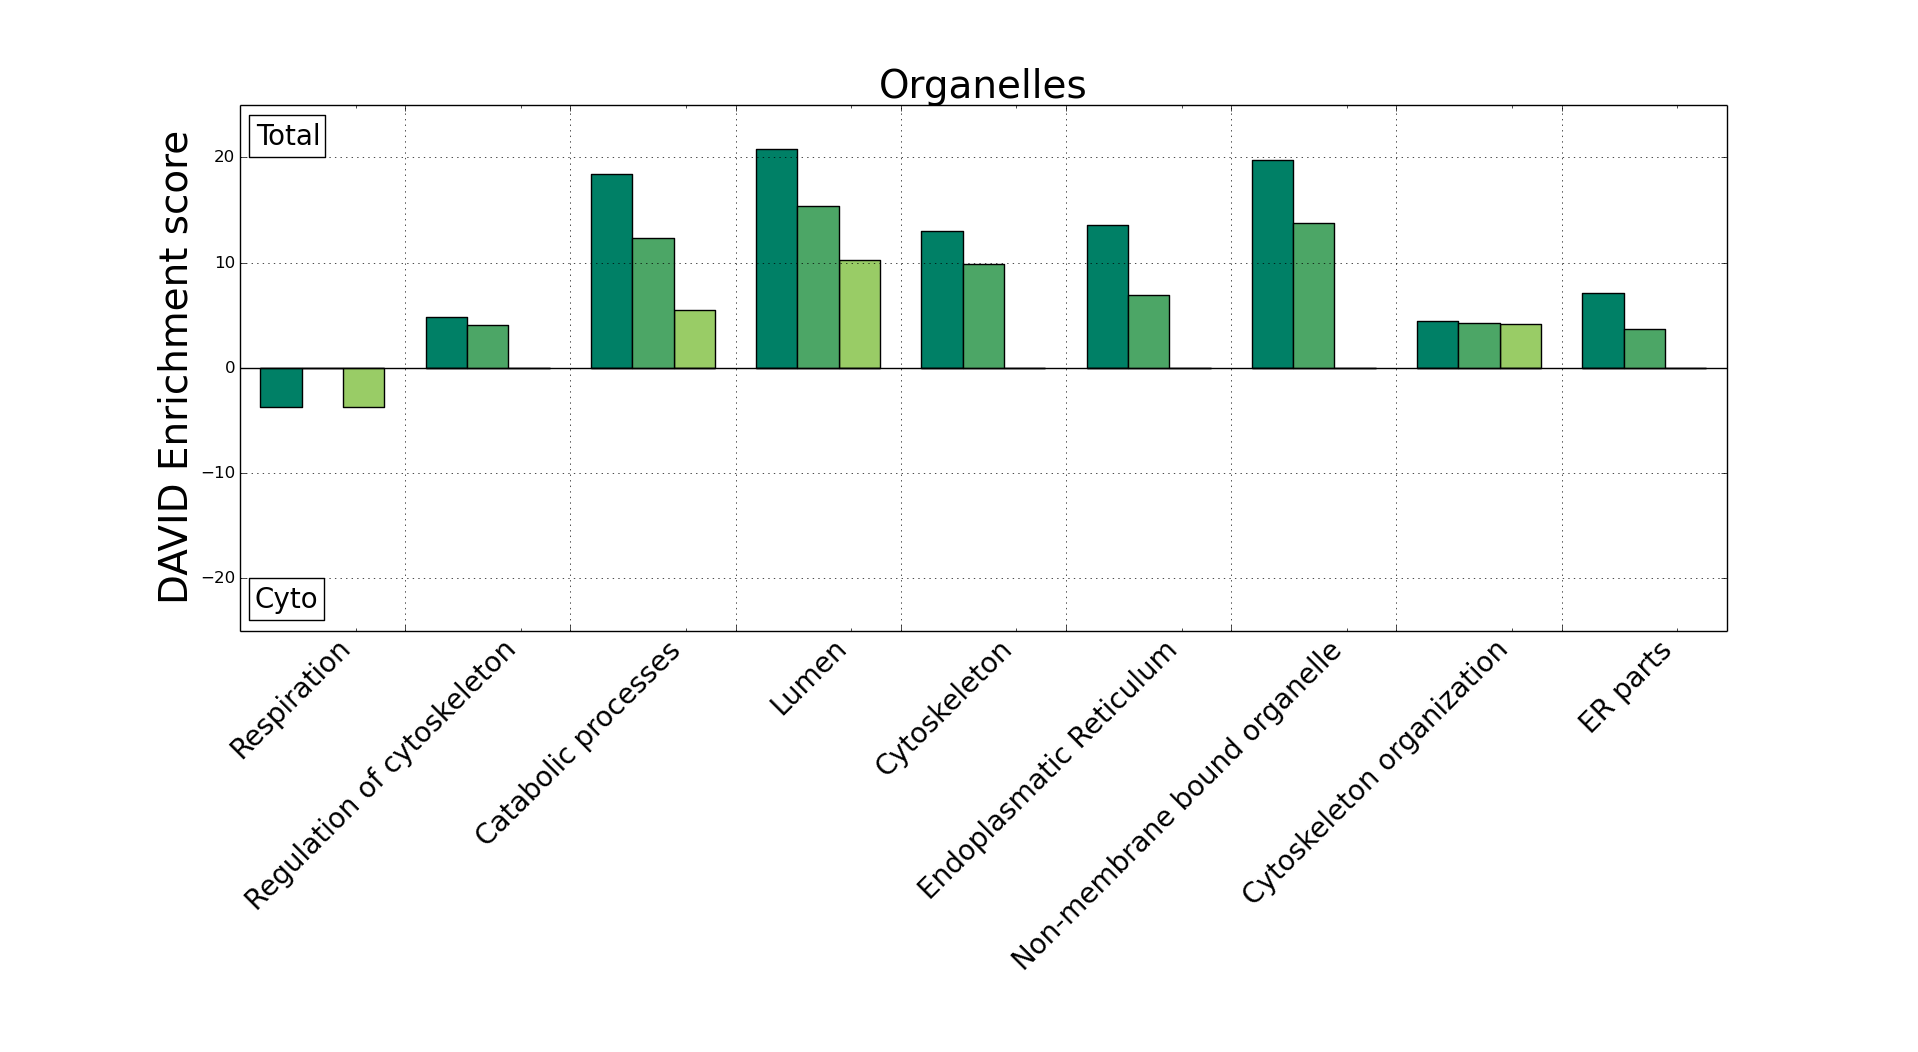 Organelles
Total
DAVID Enrichment score
20
10
0
−10
−20
Cyto
Respiration
Regulation of cytoskeleton
Catabolic processes
Lumen
Cytoskeleton
Endoplasmatic Reticulum
Non-membrane bound organelle
Cytoskeleton organization
ER parts